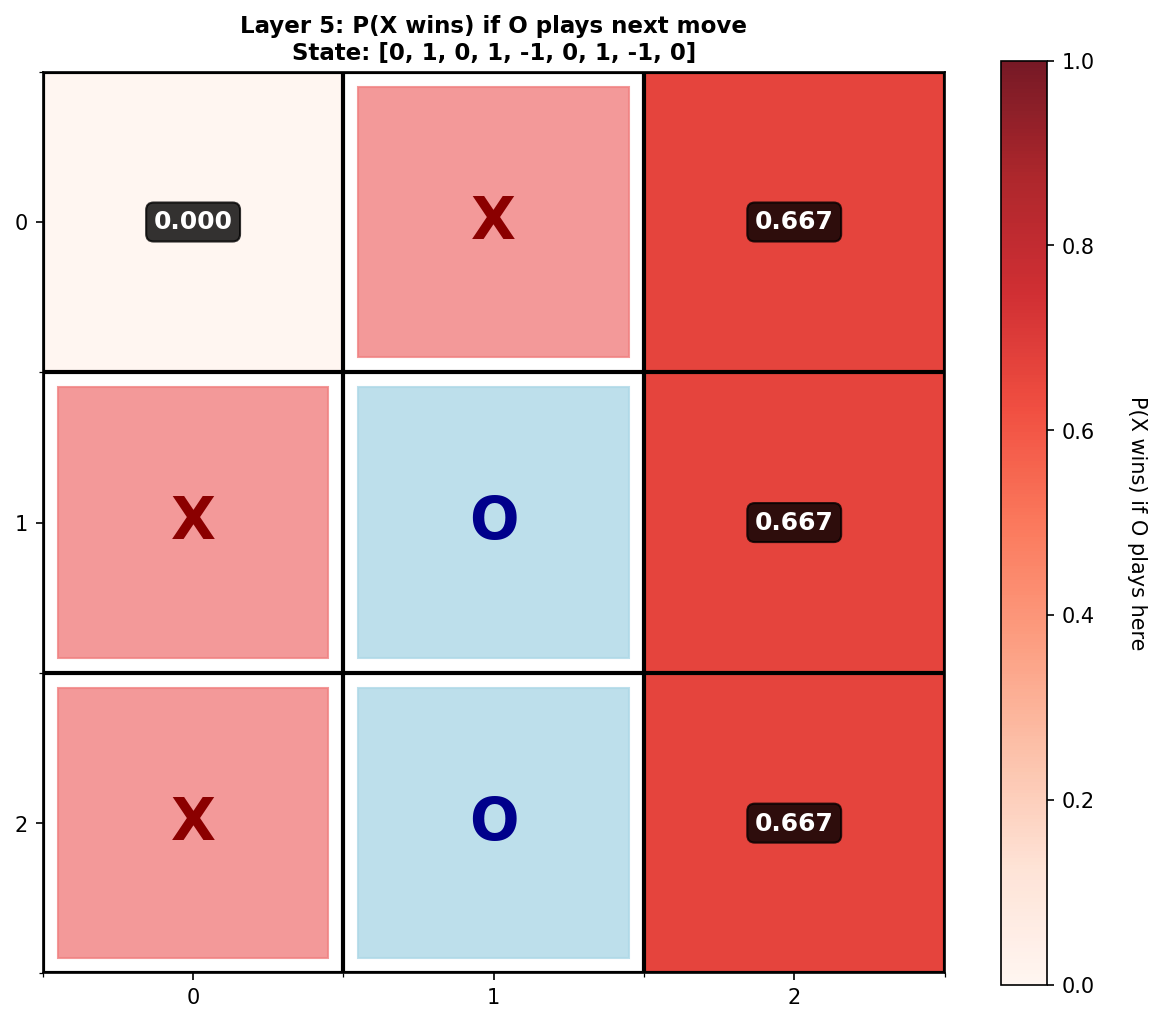 Layer 5: P(X wins) if O plays next move
State: [0, 1, 0, 1, -1, 0, 1, -1, 0]
0
0.000
X
0.667
1
X
O
0.667
2
X
O
0.667
0
1
2
1.0
0.8
0.6
0.4
0.2
0.0
P(X wins) if O plays here